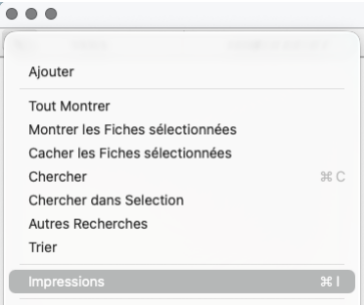 Ajouter
Tout Montrer
Montrer les Fiches sélectionnées
Cacher les Fiches sélectionnées
Chercher ⌘ C
Chercher dans Selection
Autres Recherches
Trier
Impressions ⌘ I